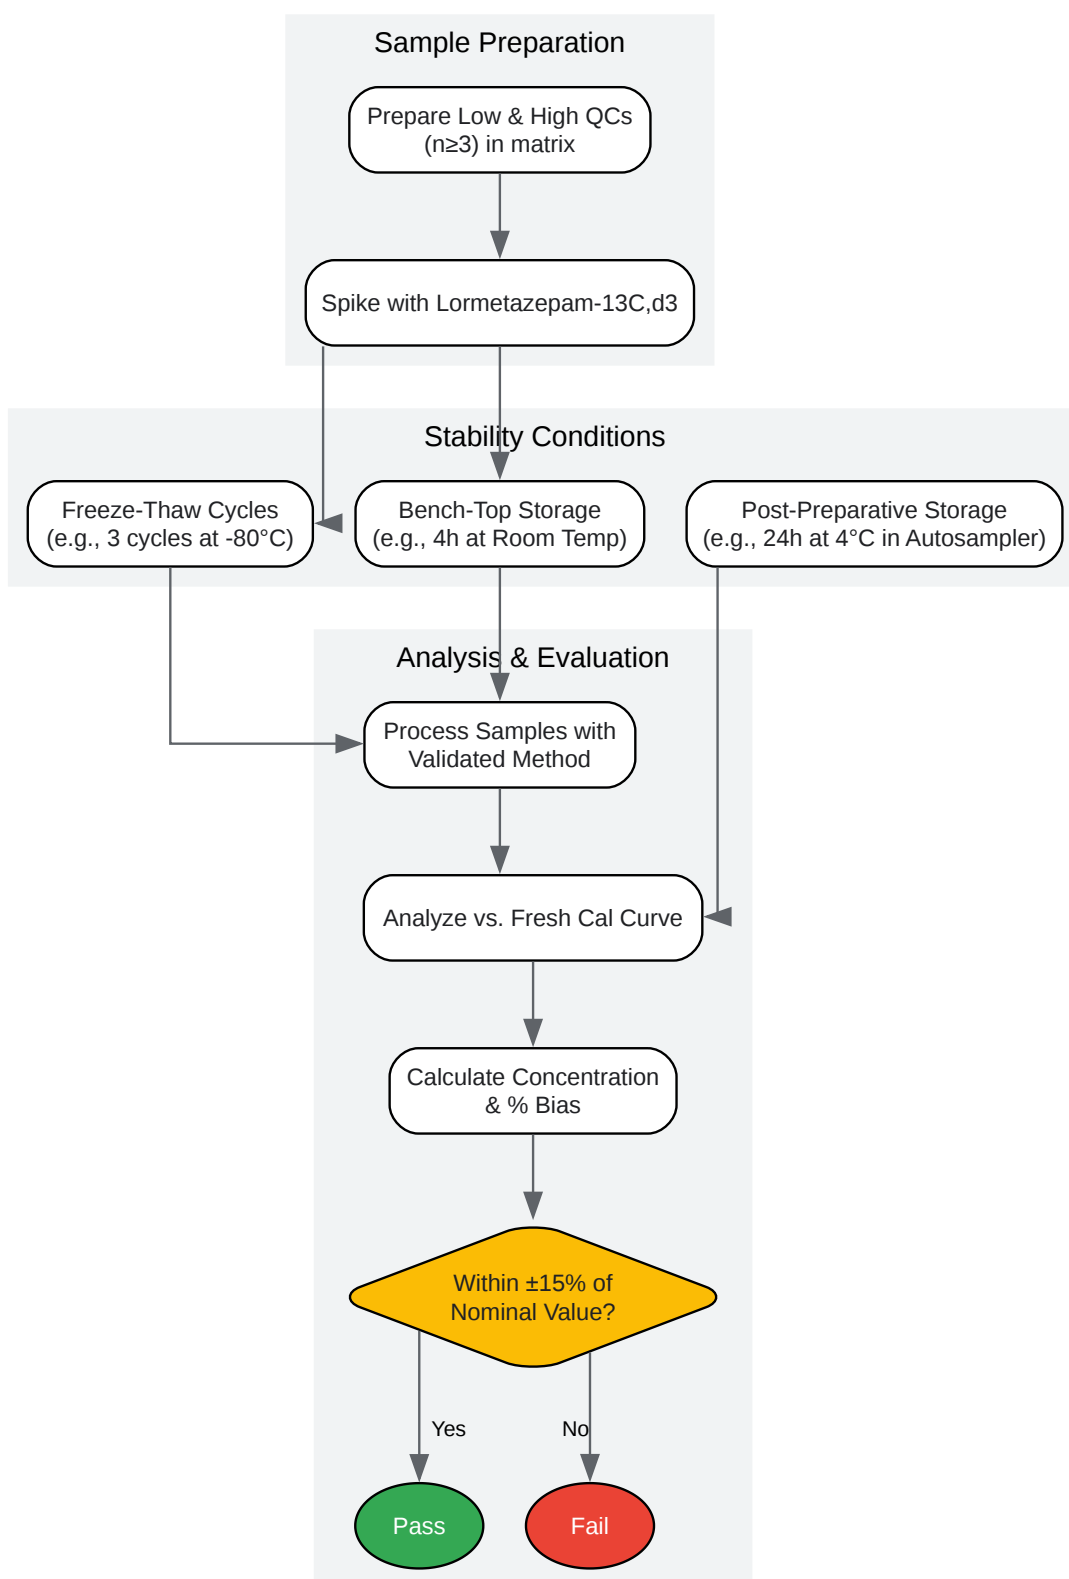 Sample Preparation
Prepare Low & High QCs
(n≥3) in matrix
Spike with Lormetazepam-13C,d3
Stability Conditions
Freeze-Thaw Cycles
(e.g., 3 cycles at -80°C)
Bench-Top Storage
(e.g., 4h at Room Temp)
Post-Preparative Storage
(e.g., 24h at 4°C in Autosampler)
Analysis & Evaluation
Process Samples with
Validated Method
Analyze vs. Fresh Cal Curve
Calculate Concentration
& % Bias
Within ±15% of
Nominal Value?
Yes
No
Pass
Fail